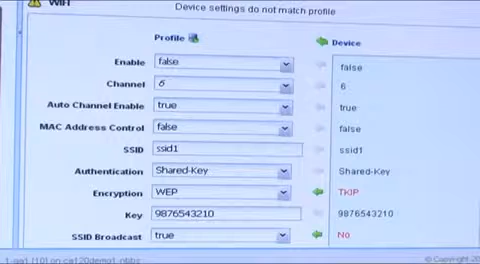 WiFi
Device settings do not match profile
Profile Device
Enable false false
Channel 6 6
Auto Channel Enable true true
MAC Address Control false false
SSID ssid1 ssid1
Authentication Shared-Key Shared-Key
Encryption WEP TKIP
Key 9876543210 9876543210
SSID Broadcast true No
© Copyright 20